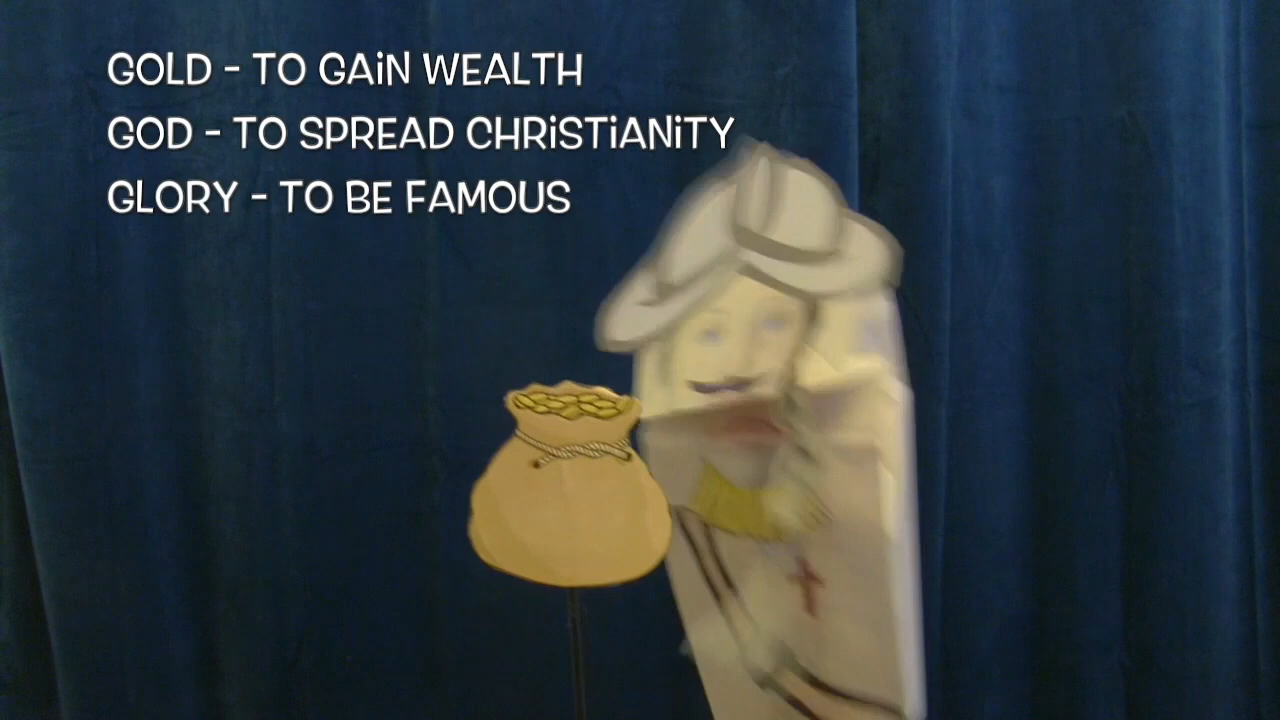 GOLD - TO GAIN WEALTH
GOD - TO SPREAD CHRISTIANITY
GLORY - TO BE FAMOUS